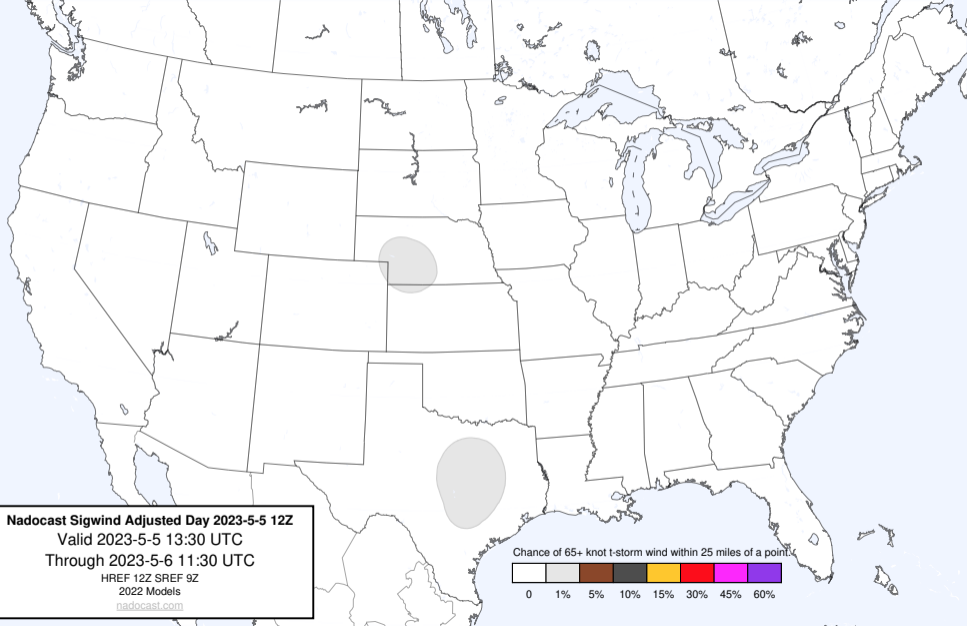 Nadocast Sigwind Adjusted Day 2023-5-5 12Z
Valid 2023-5-5 13:30 UTC
Through 2023-5-6 11:30 UTC
HREF 12Z SREF 9Z
2022 Models
nadocast.com
Chance of 65+ knot t-storm wind within 25 miles of a point.
0 1% 5% 10% 15% 30% 45% 60%